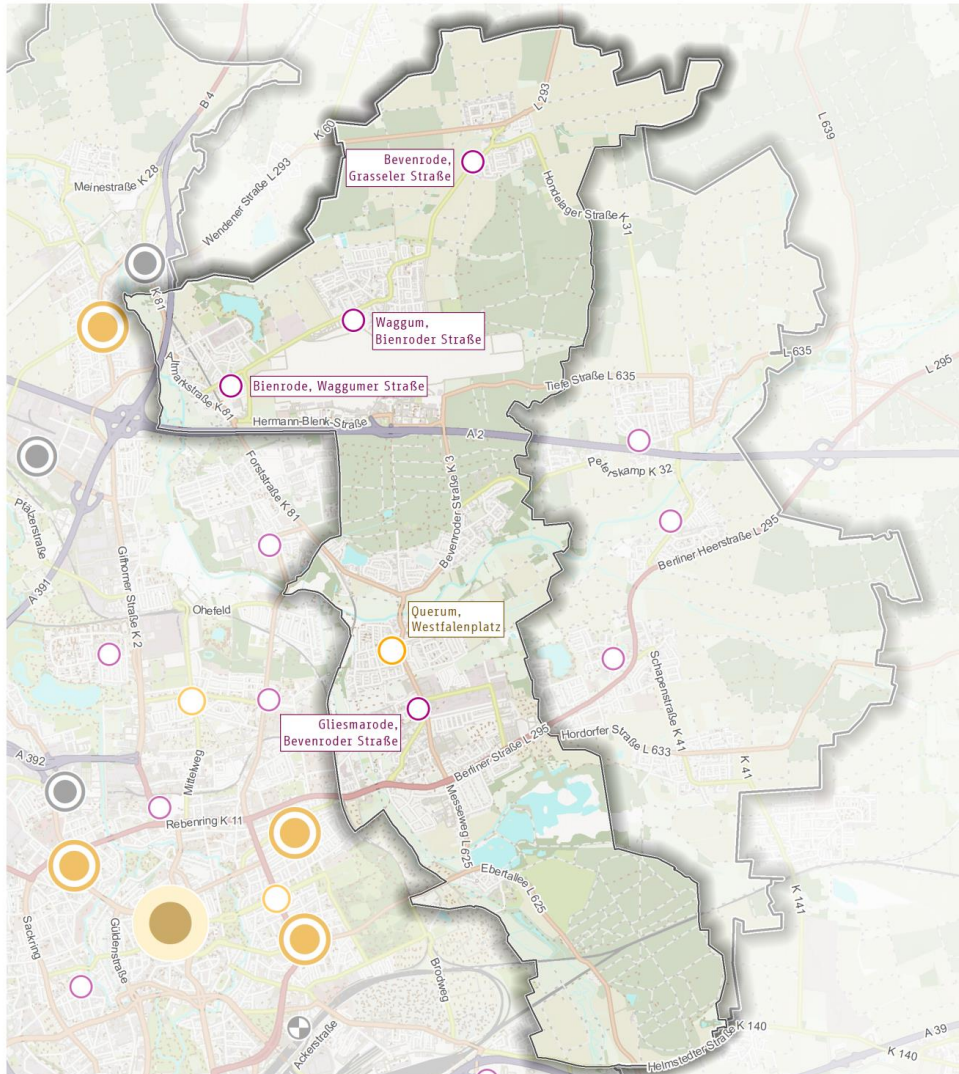 B 4
K 60
L 293
L 639
Meinestraße K 28
Wendener Straße L 293
Bevenrode,
Grasseler Straße
Hondelager Straße K 31
K 81
Waggum,
Bienroder Straße
L 635
L 295
Altmarkstraße K 81
Bienrode, Waggumer Straße
Tiefe Straße L 635
Hermann-Blenk-Straße
A 2
Peterskamp K 32
Forststraße K 81
Bevenroder Straße K 3
Pfälzerstraße
Gifhorner Straße K 2
Berliner Heerstraße L 295
A 391
Ohefeld
Querum,
Westfalenplatz
Schapenstraße K 41
Gliesmarode,
Bevenroder Straße
Hordorfer Straße L 633
A 392
Mittelweg
Berliner Straße L 295
K 41
Messeweg L 625
Rebenring K 11
Ebertallee L 625
K 141
Sackring
Güldenstraße
Brodweg
Ackerstraße
Helmstedter Straße K 140
A 39
K 140